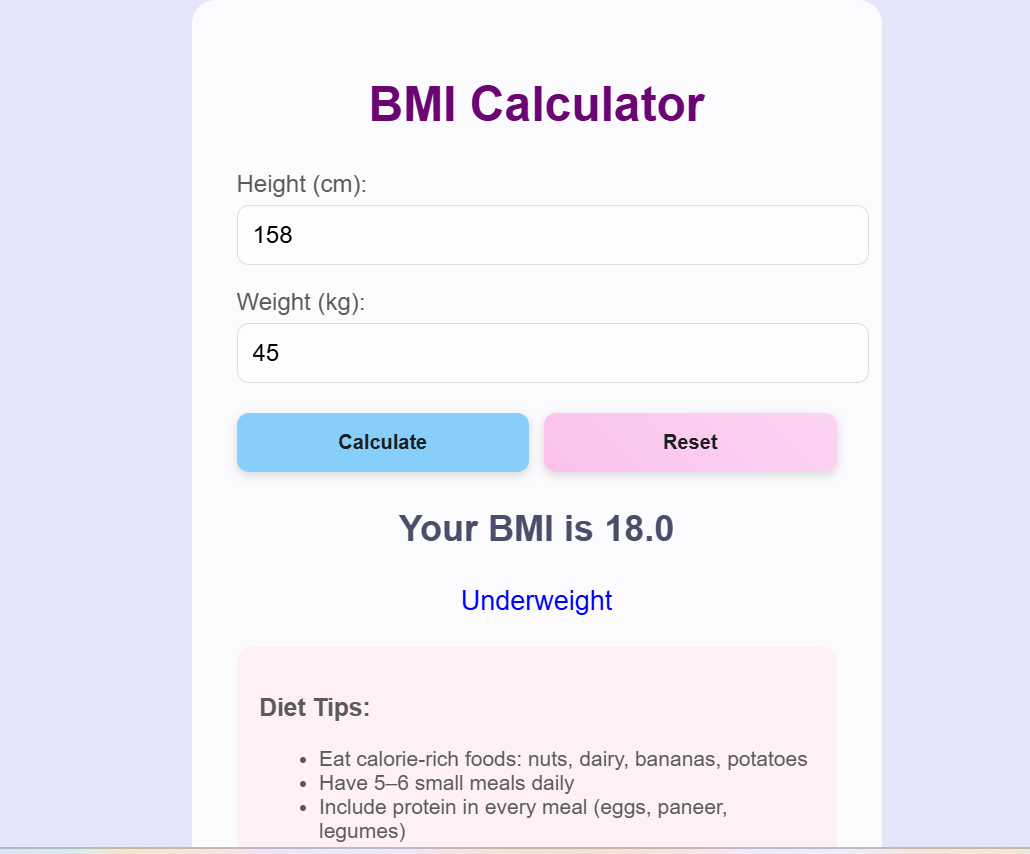 BMI Calculator
Height (cm):
158
Weight (kg):
45
Calculate
Reset
Your BMI is 18.0
Underweight
Diet Tips:
• Eat calorie-rich foods: nuts, dairy, bananas, potatoes
• Have 5–6 small meals daily
• Include protein in every meal (eggs, paneer,
legumes)